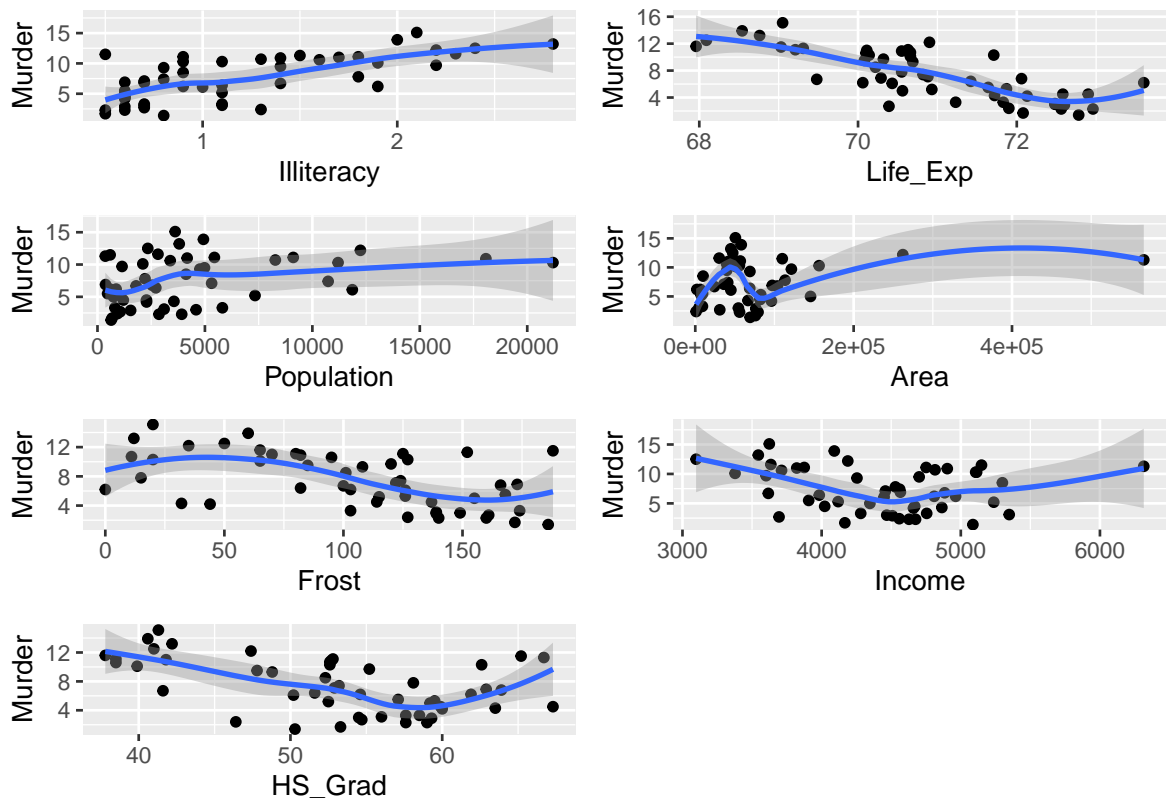 Murder
15
10
5
1
2
Illiteracy
Murder
16
12
8
4
68
70
72
Life_Exp
Murder
15
10
5
0
5000
10000
15000
20000
Population
Murder
15
10
5
0e+00
2e+05
4e+05
Area
Murder
12
8
4
0
50
100
150
Frost
Murder
15
10
5
3000
4000
5000
6000
Income
Murder
12
8
4
40
50
60
HS_Grad